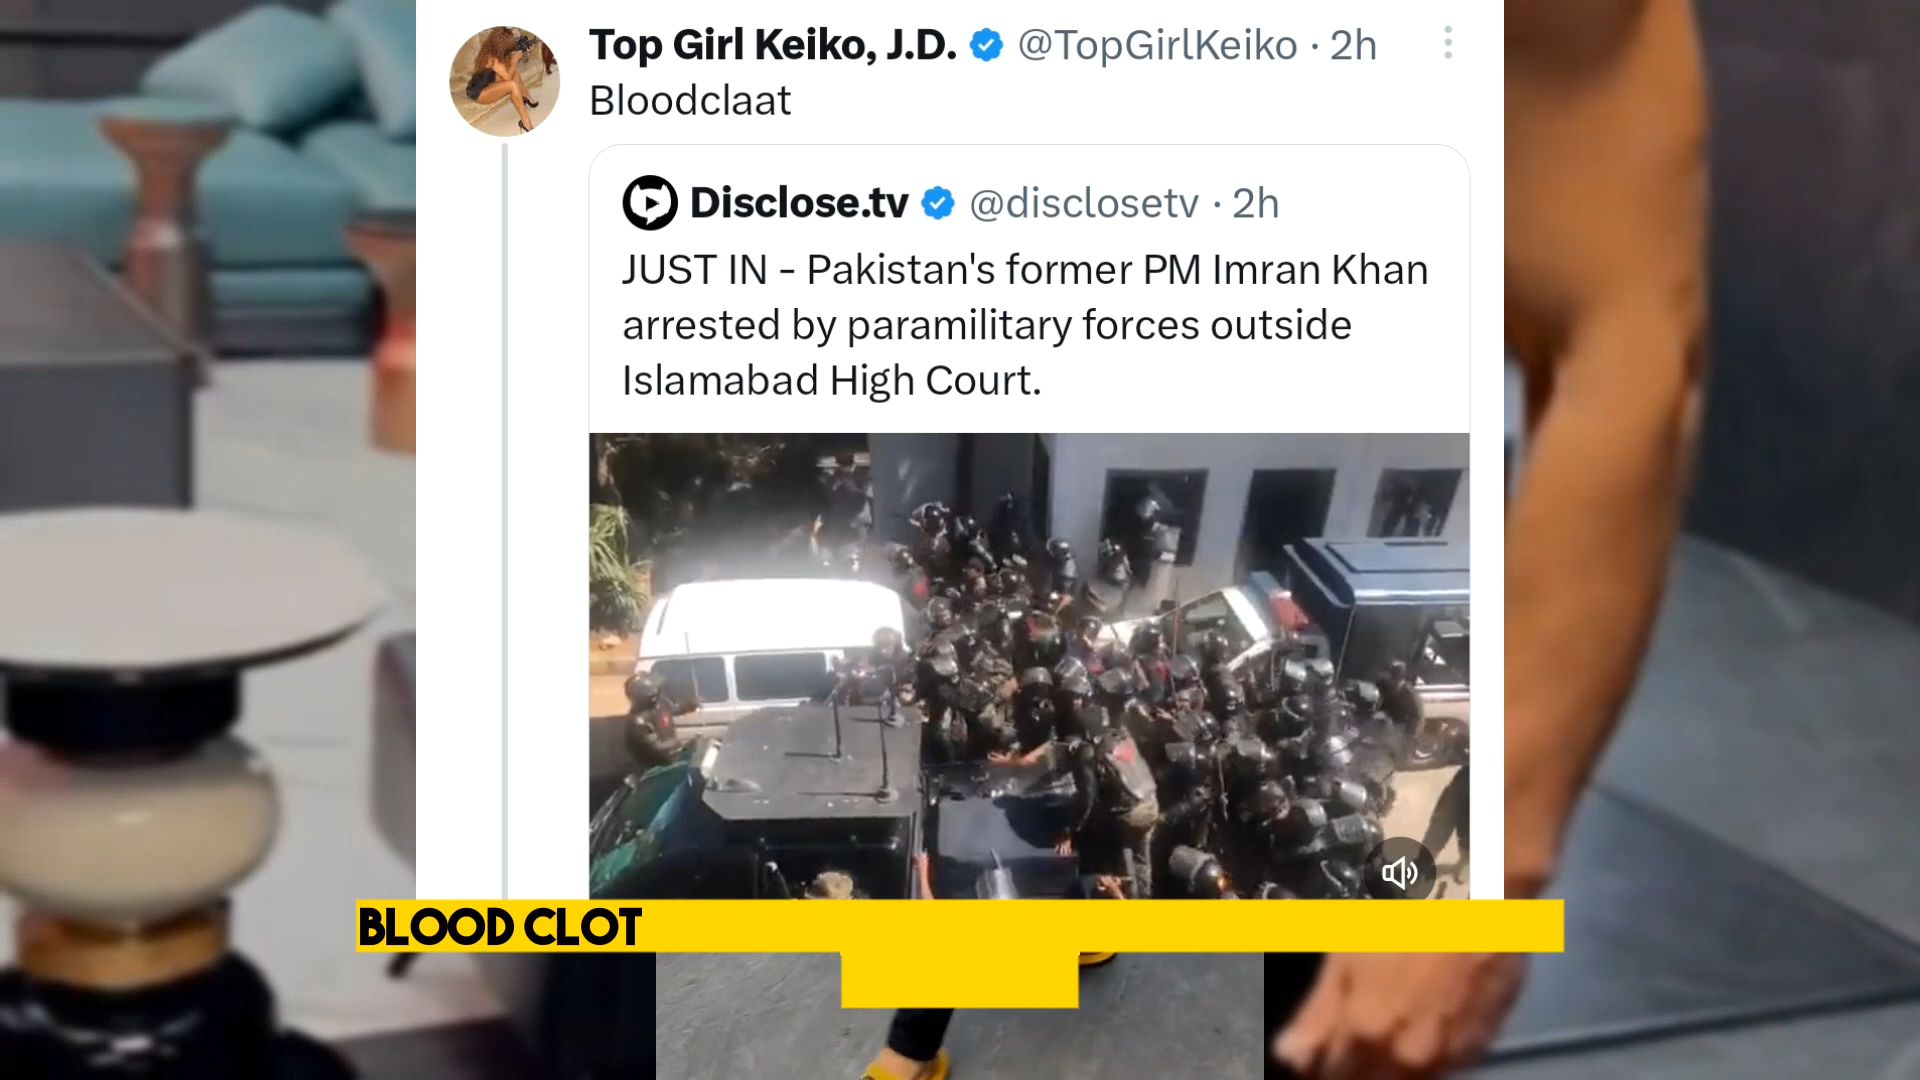 Top Girl Keiko, J.D. @TopGirlKeiko · 2h
Bloodclaat
Disclose.tv @disclosetv · 2h
JUST IN - Pakistan's former PM Imran Khan
arrested by paramilitary forces outside
Islamabad High Court.
BLOOD CLOT